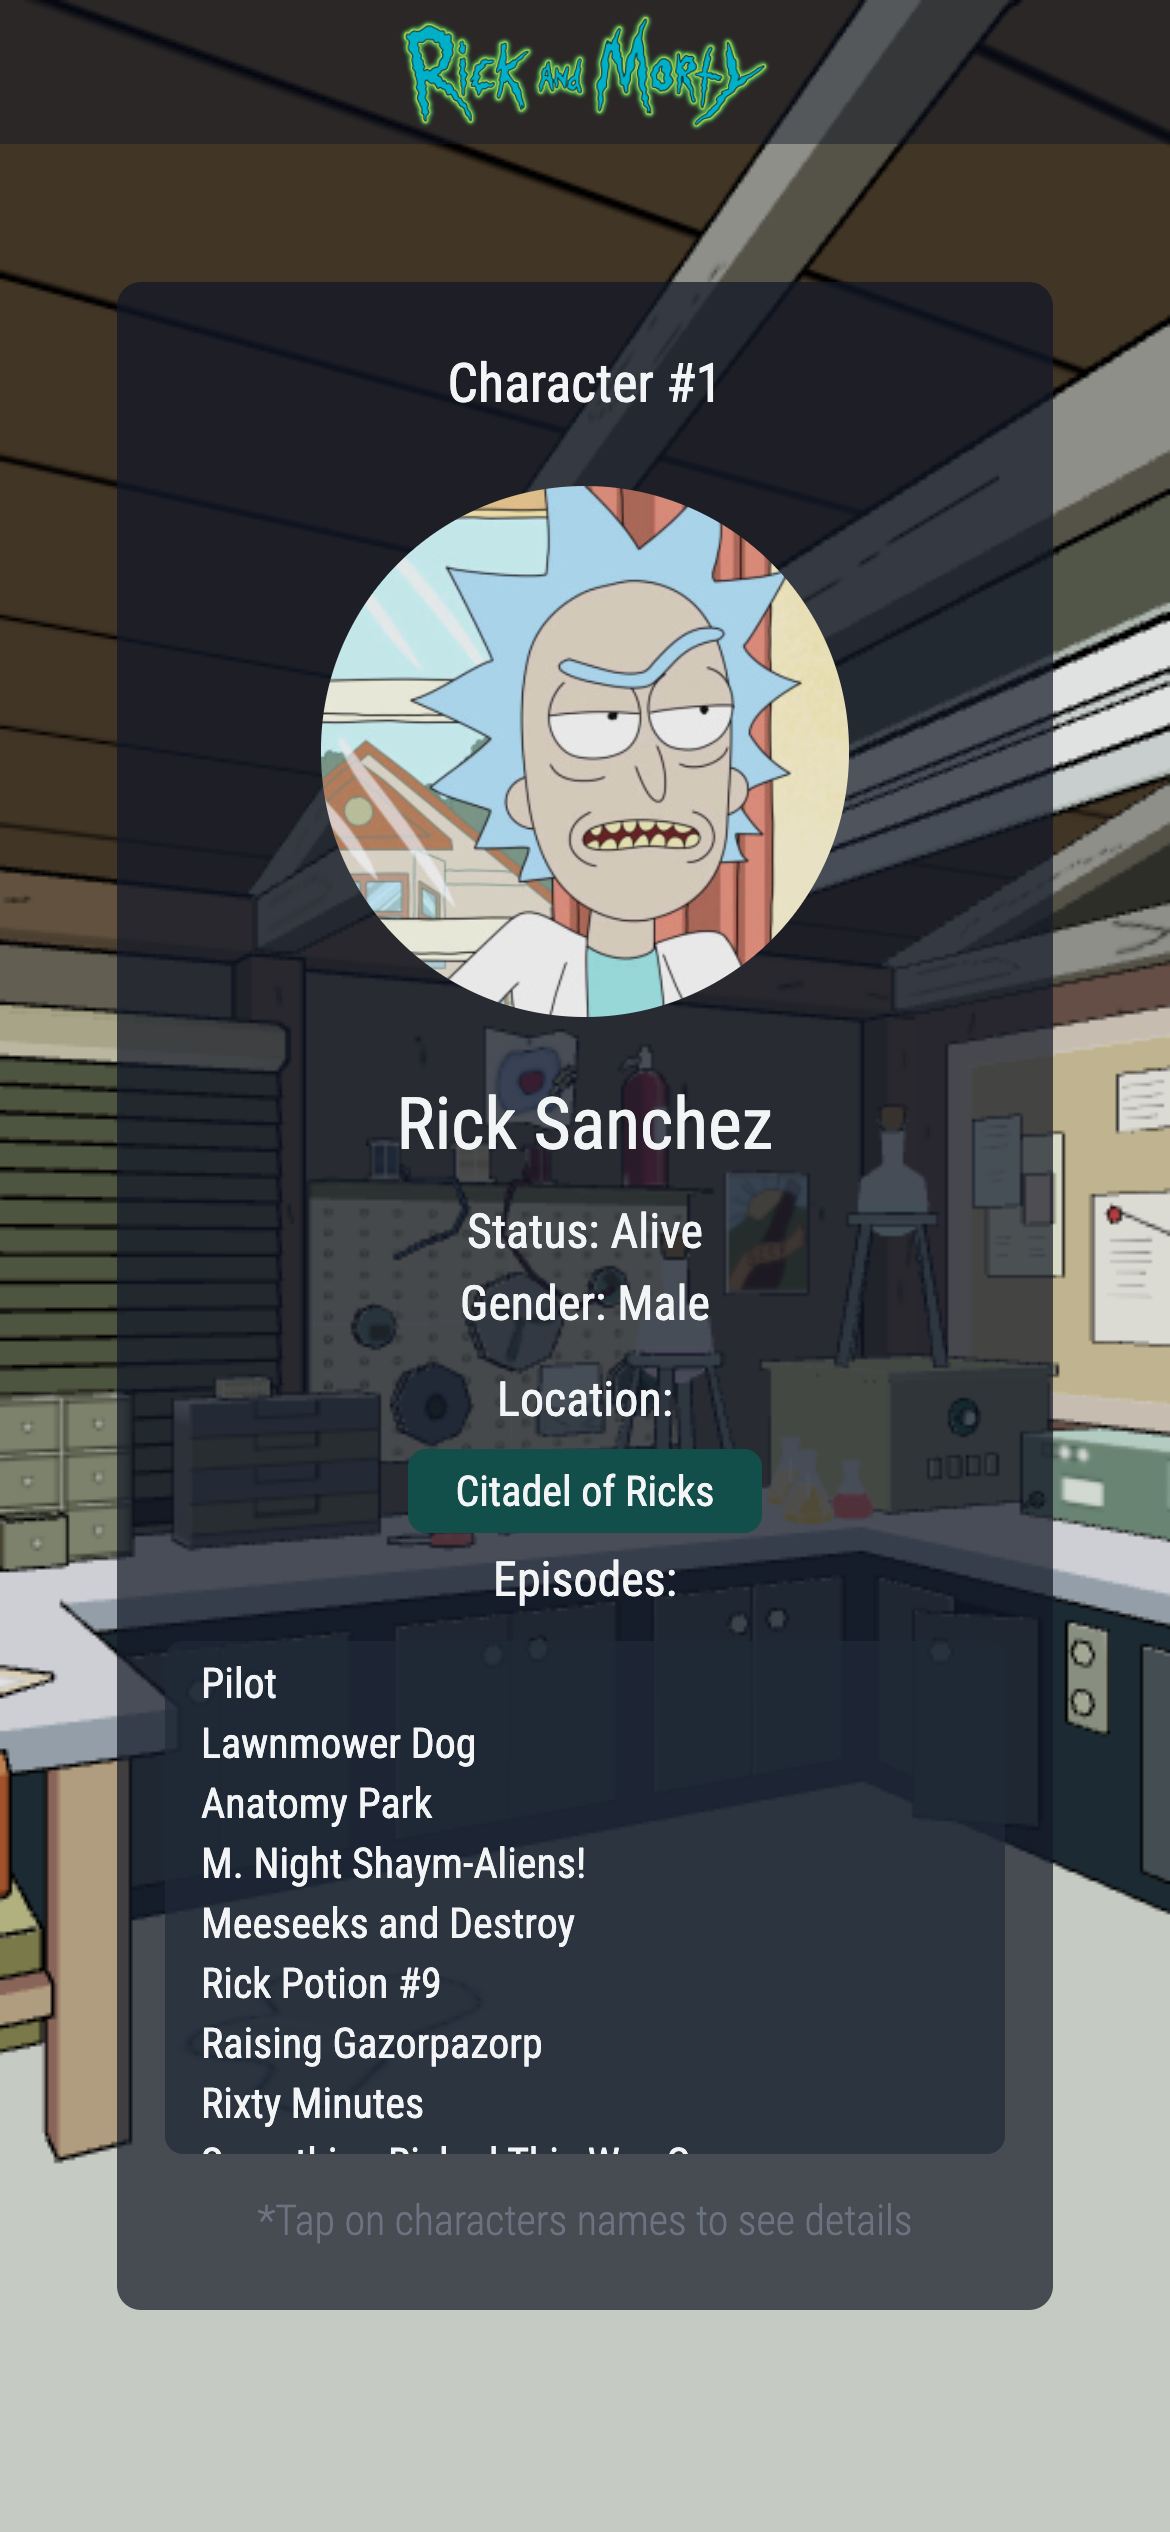 Rick and Morty
Character #1
Rick Sanchez
Status: Alive
Gender: Male
Location:
Citadel of Ricks
Episodes:
Pilot
Lawnmower Dog
Anatomy Park
M. Night Shaym-Aliens!
Meeseeks and Destroy
Rick Potion #9
Raising Gazorpazorp
Rixty Minutes
*Tap on characters names to see details